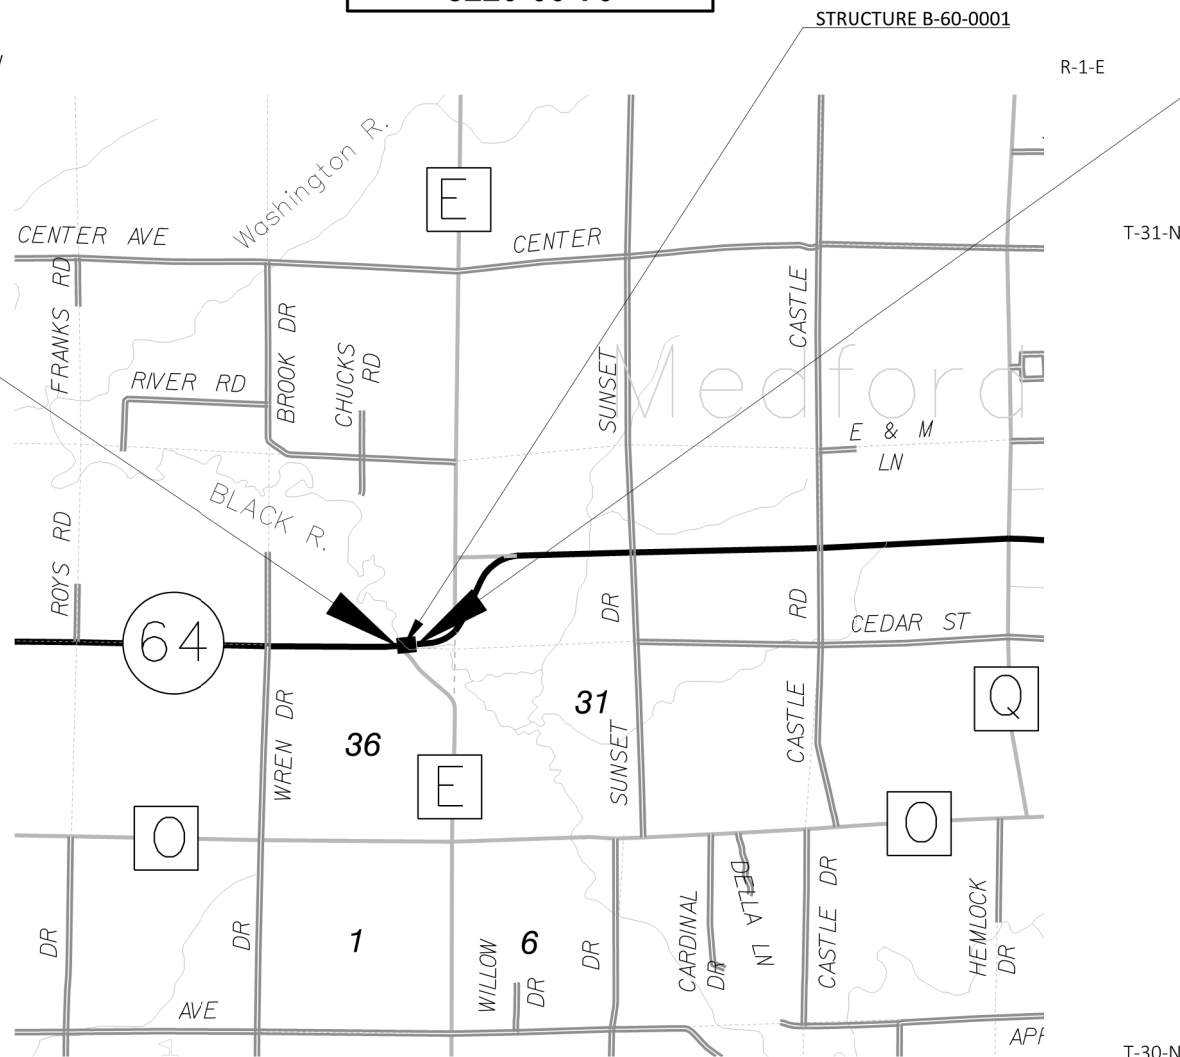 STRUCTURE B-60-0001
R-1-E
Washington R.
E
CENTER AVE
CENTER
T-31-N
FRANKS RD
BROOK DR
CHUCKS
RD
RIVER RD
SUNSET
CASTLE
Medford
E & M
LN
BLACK R.
ROYS RD
DR
RD
CEDAR ST
64
WREN DR
36
31
SUNSET
CASTLE
Q
E
O
O
DR
DR
1
WILLOW
DR
6
DR
CARDINAL
DR
DELLA LN
CASTLE DR
HEMLOCK
DR
AVE
T-30-N